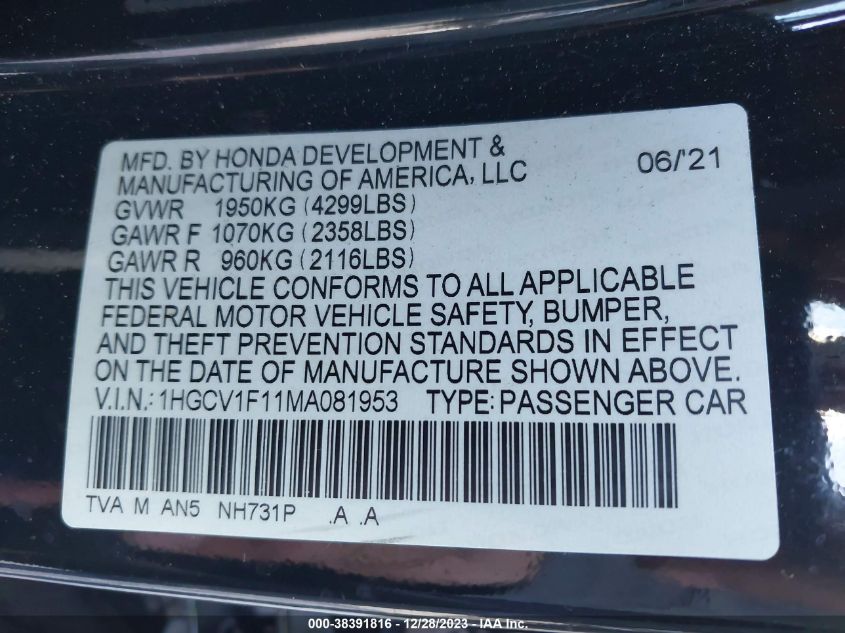 MFD. BY HONDA DEVELOPMENT & MANUFACTURING OF AMERICA, LLC 06/'21
GVWR 1950KG (4299LBS)
GAWR F 1070KG (2358LBS)
GAWR R 960KG (2116LBS)
THIS VEHICLE CONFORMS TO ALL APPLICABLE
FEDERAL MOTOR VEHICLE SAFETY, BUMPER,
AND THEFT PREVENTION STANDARDS IN EFFECT
ON THE DATE OF MANUFACTURE SHOWN ABOVE.
V.I.N.: 1HGCV1F11MA081953 TYPE: PASSENGER CAR
TVA M AN5 NH731P .A .A
000-38391816 - 12/28/2023 - IAA Inc.